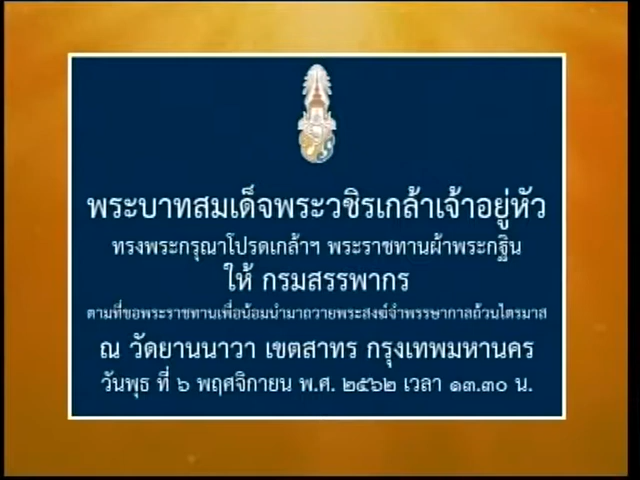 พระบาทสมเด็จพระวชิรเกล้าเจ้าอยู่หัว
ทรงพระกรุณาโปรดเกล้าฯ พระราชทานผ้าพระกฐิน
ให้ กรมสรรพากร
ตามที่ขอพระราชทานเพื่อน้อมนำมาถวายพระสงฆ์จำพรรษากาลถ้วนไตรมาส
ณ วัดยานนาวา เขตสาทร กรุงเทพมหานคร
วันพุธ ที่ ๖ พฤศจิกายน พ.ศ. ๒๕๖๒ เวลา ๑๓.๓๐ น.